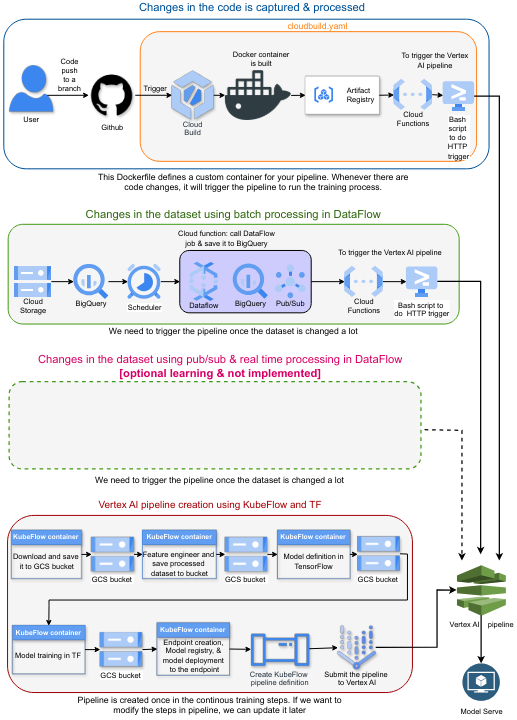 Changes in the code is captured & processed
cloudbuild.yaml
Code
push
to a
branch
Docker container
is built
To trigger the Vertex
AI pipeline
Trigger
Artifact
Registry
User
Github
Cloud
Build
Cloud
Functions
Bash
script
to do
HTTP
trigger
This Dockerfile defines a custom container for your pipeline. Whenever there are
code changes, it will trigger the pipeline to run the training process.
Changes in the dataset using batch processing in DataFlow
Cloud function: call DataFlow
job & save it to BigQuery
To trigger the Vertex AI pipeline
Cloud
Storage
BigQuery
Scheduler
Dataflow
BigQuery
Pub/Sub
Cloud
Functions
Bash script to
do HTTP trigger
We need to trigger the pipeline once the dataset is changed a lot
Changes in the dataset using pub/sub & real time processing in DataFlow
[optional learning & not implemented]
We need to trigger the pipeline once the dataset is changed a lot
Vertex AI pipeline creation using KubeFlow and TF
KubeFlow container
Download and save
it to GCS bucket
GCS bucket
KubeFlow container
Feature engineer and
save processed
dataset to bucket
GCS bucket
KubeFlow container
Model definition in
TensorFlow
GCS bucket
KubeFlow container
Model training in TF
GCS bucket
KubeFlow container
Endpoint creation,
Model registry, &
model deployment
to the endpoint
Create KubeFlow
pipeline definition
Submit the pipeline
to Vertex AI
Vertex AI pipeline
Model Serve
Pipeline is created once in the continous training steps. If we want to
modify the steps in pipeline, we can update it later